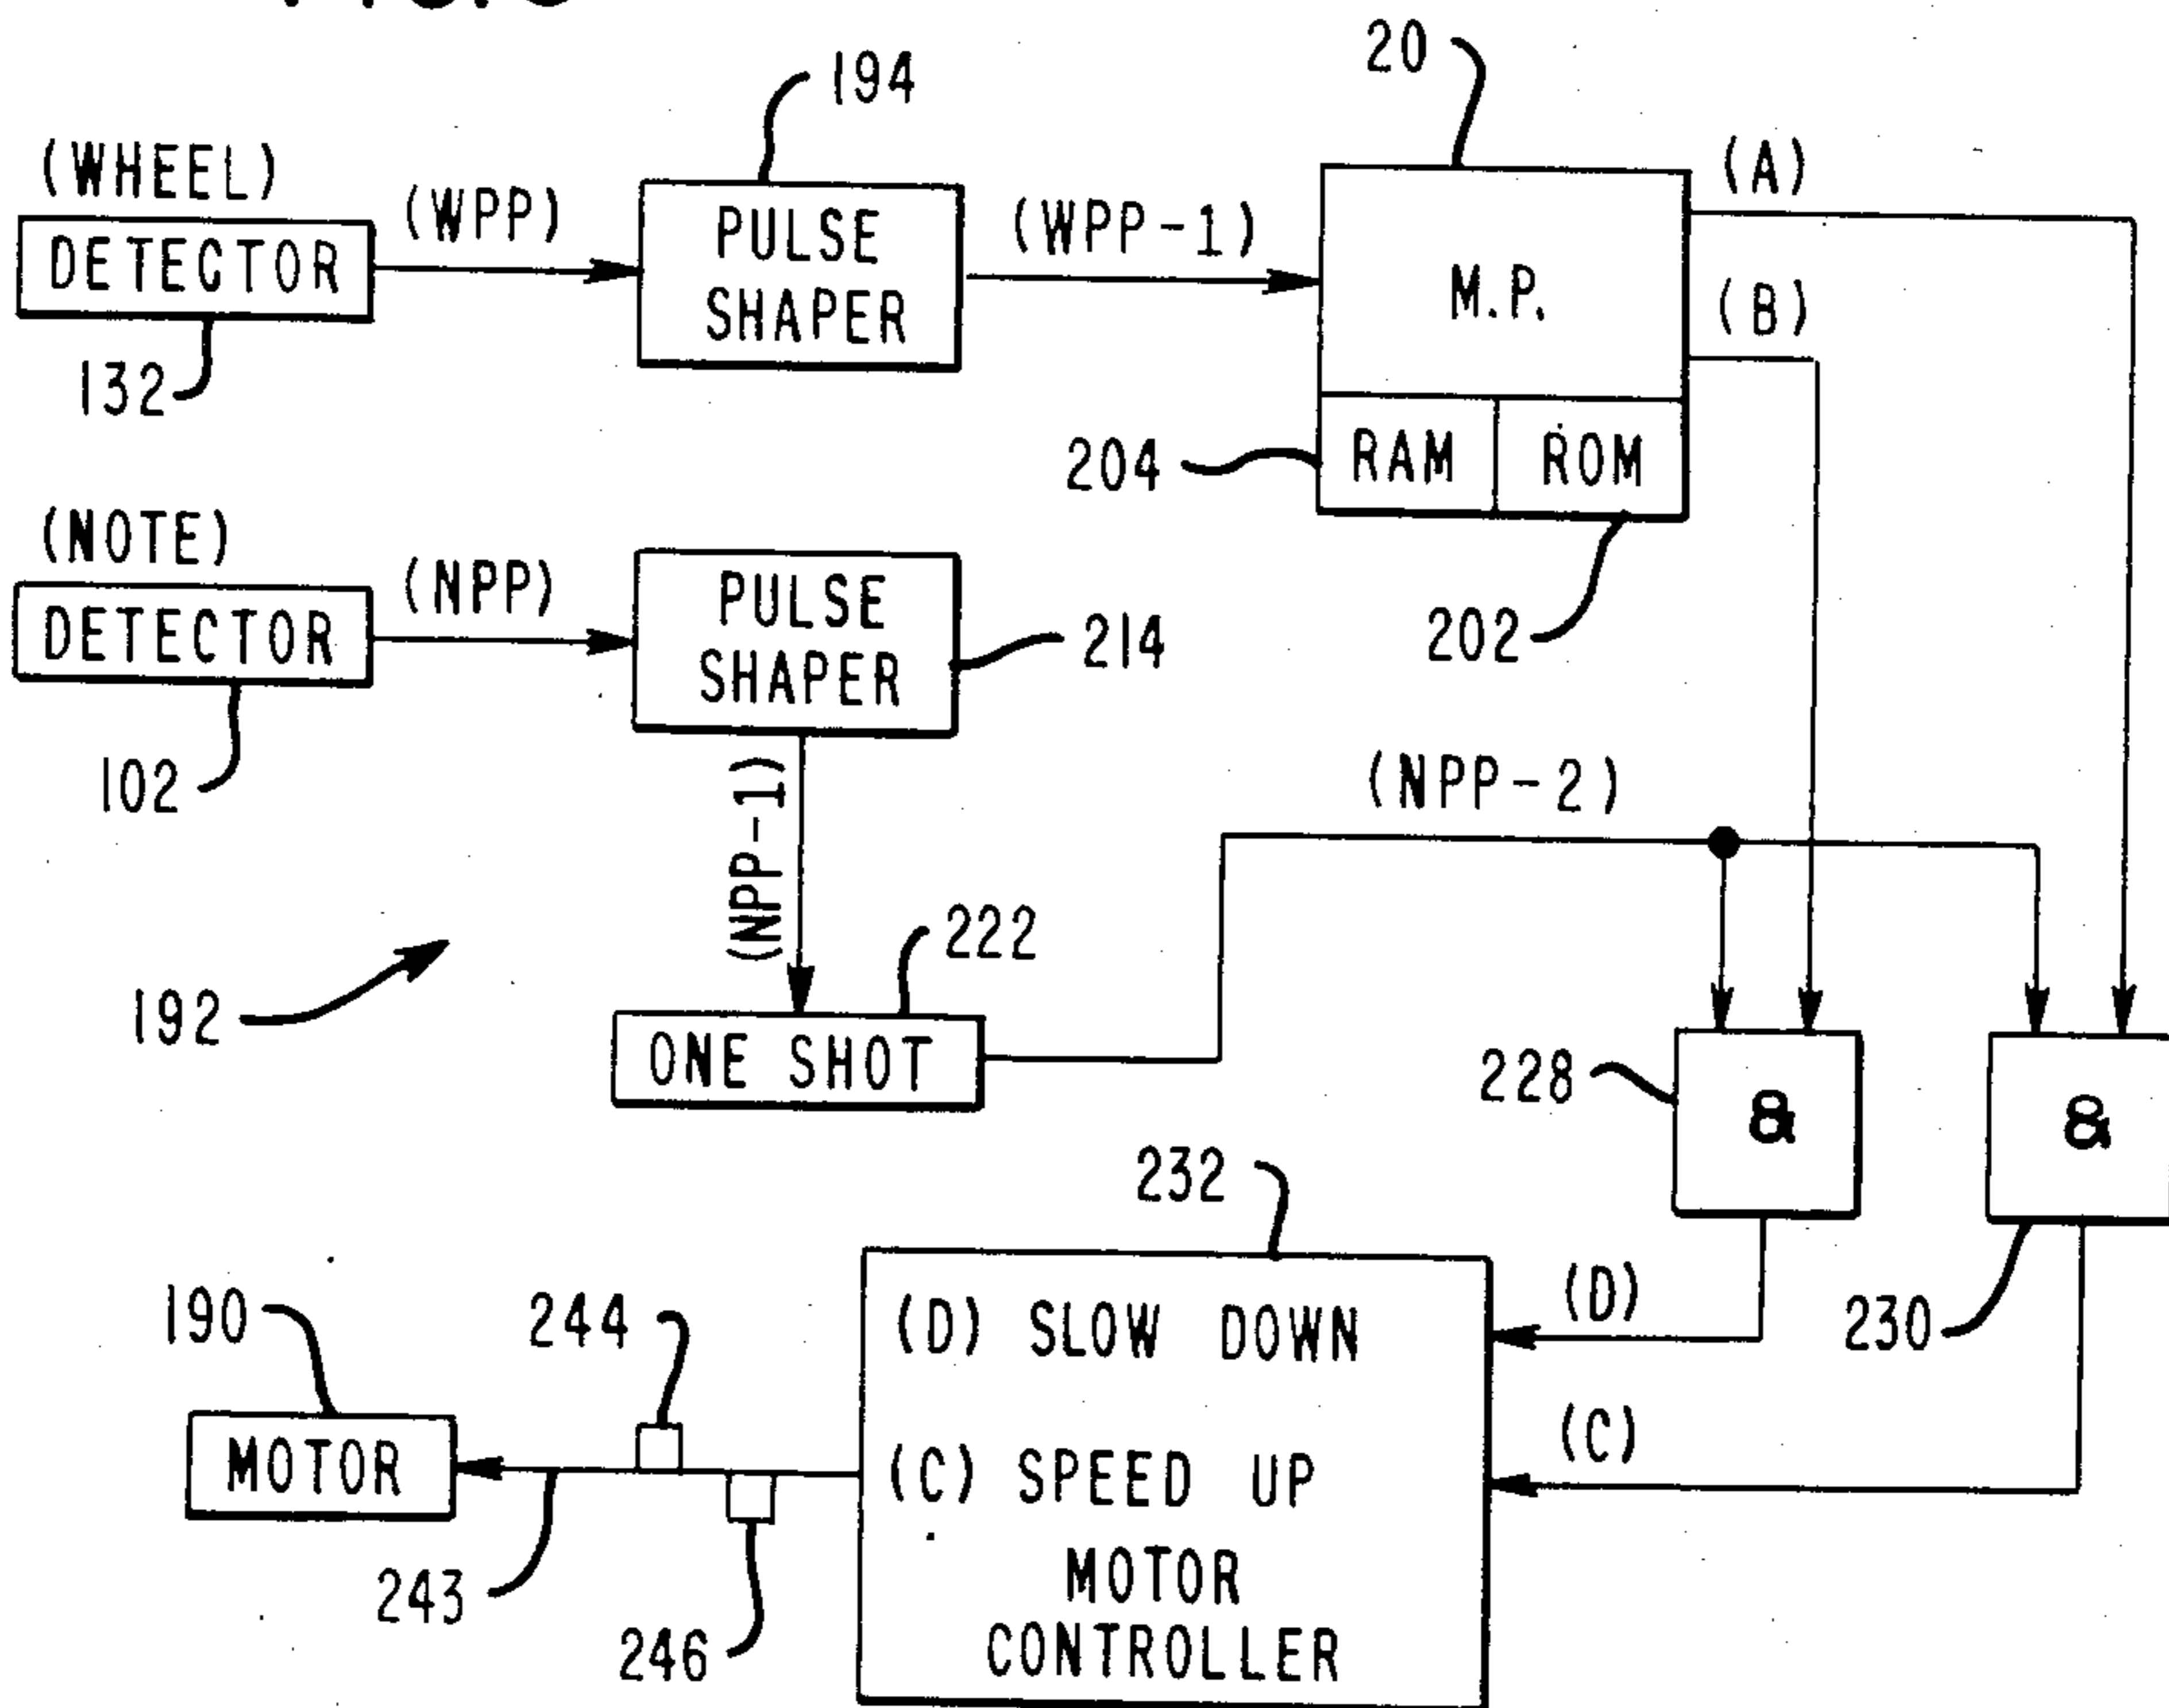 20
194
(WHEEL)
DETECTOR
(WPP)
PULSE
SHAPER
(WPP-1)
M.P.
(A)
(B)
132
204
RAM
ROM
202
(NOTE)
DETECTOR
(NPP)
PULSE
SHAPER
214
102
(NPP-1)
(NPP-2)
192
222
ONE SHOT
228
&
&
230
232
(D) SLOW DOWN
(C) SPEED UP
MOTOR
CONTROLLER
(D)
(C)
190
MOTOR
244
243
246